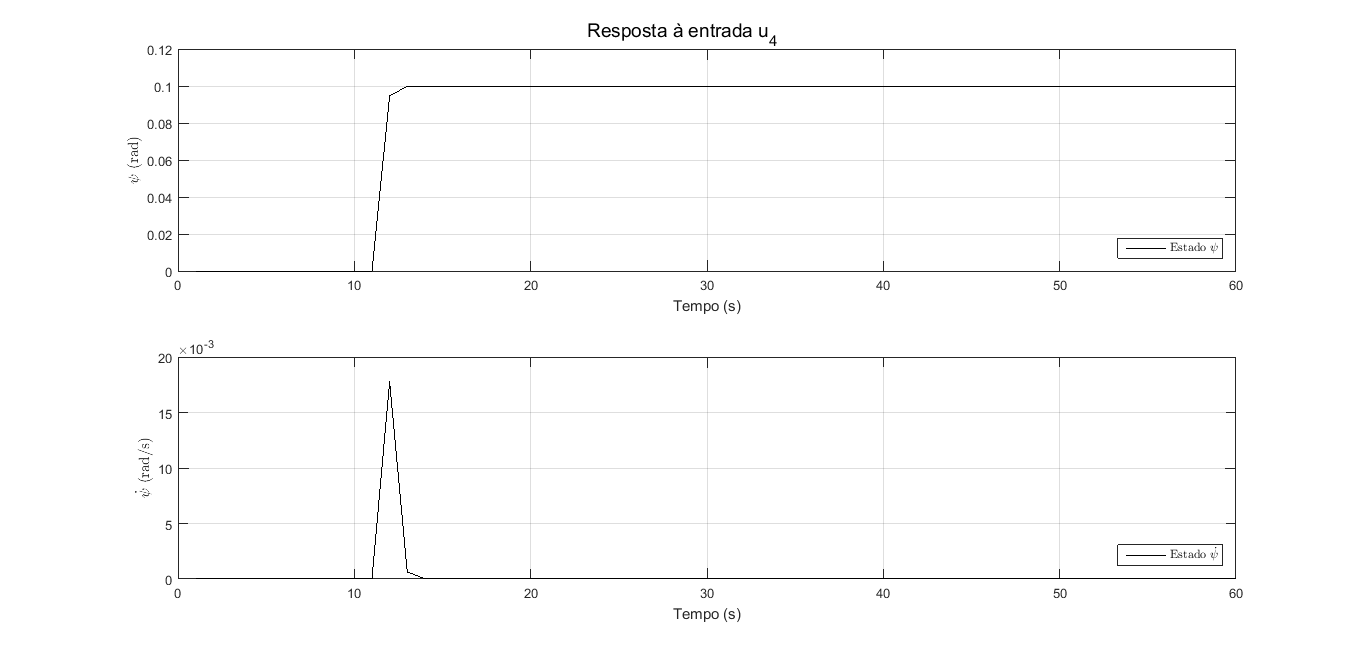 Resposta à entrada u₄
0.12
0.1
0.08
0.06
0.04
0.02
0
ψ (rad)
Estado ψ
0 10 20 30 40 50 60
Tempo (s)
×10⁻³
20
15
10
5
0
ψ̇ (rad/s)
Estado ψ̇
0 10 20 30 40 50 60
Tempo (s)